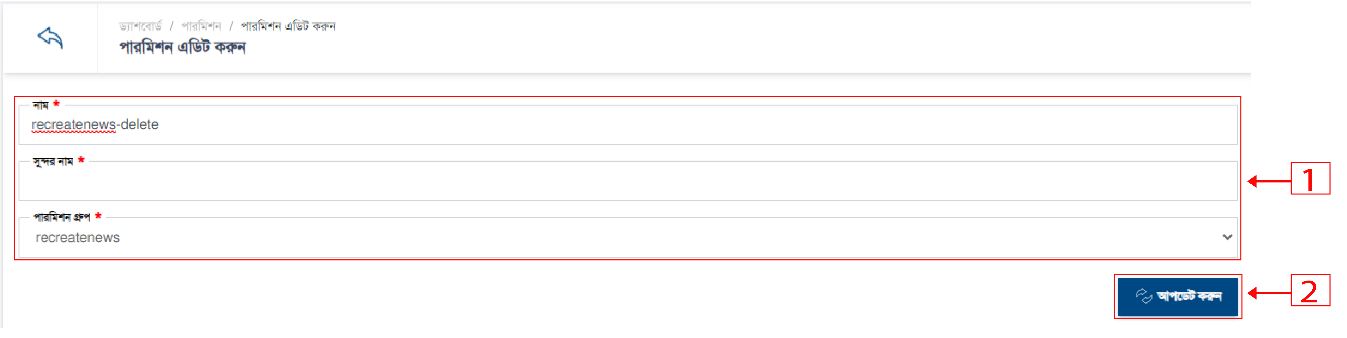 ড্যাশবোর্ড / পারমিশন / পারমিশন এডিট করুন
পারমিশন এডিট করুন
নাম *
recreatenews-delete
সুন্দর নাম *
1
পারমিশন গ্রুপ *
recreatenews
আপডেট করুন
2